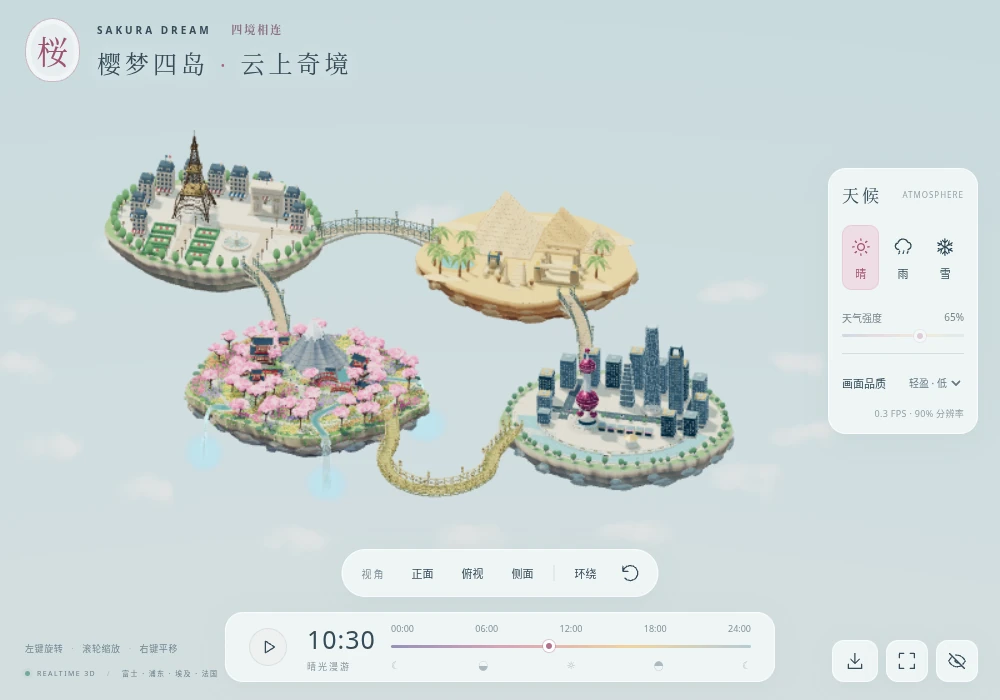 桜
SAKURA DREAM 四境相连
樱梦四岛 · 云上奇境
天候 ATMOSPHERE
晴 雨 雪
天气强度 65%
画面品质 轻盈 · 低
0.3 FPS · 90% 分辨率
视角 正面 俯视 侧面 环绕
10:30
晴光漫游
00:00 06:00 12:00 18:00 24:00
左键旋转 · 滚轮缩放 · 右键平移
REALTIME 3D / 富士 · 浦东 · 埃及 · 法国